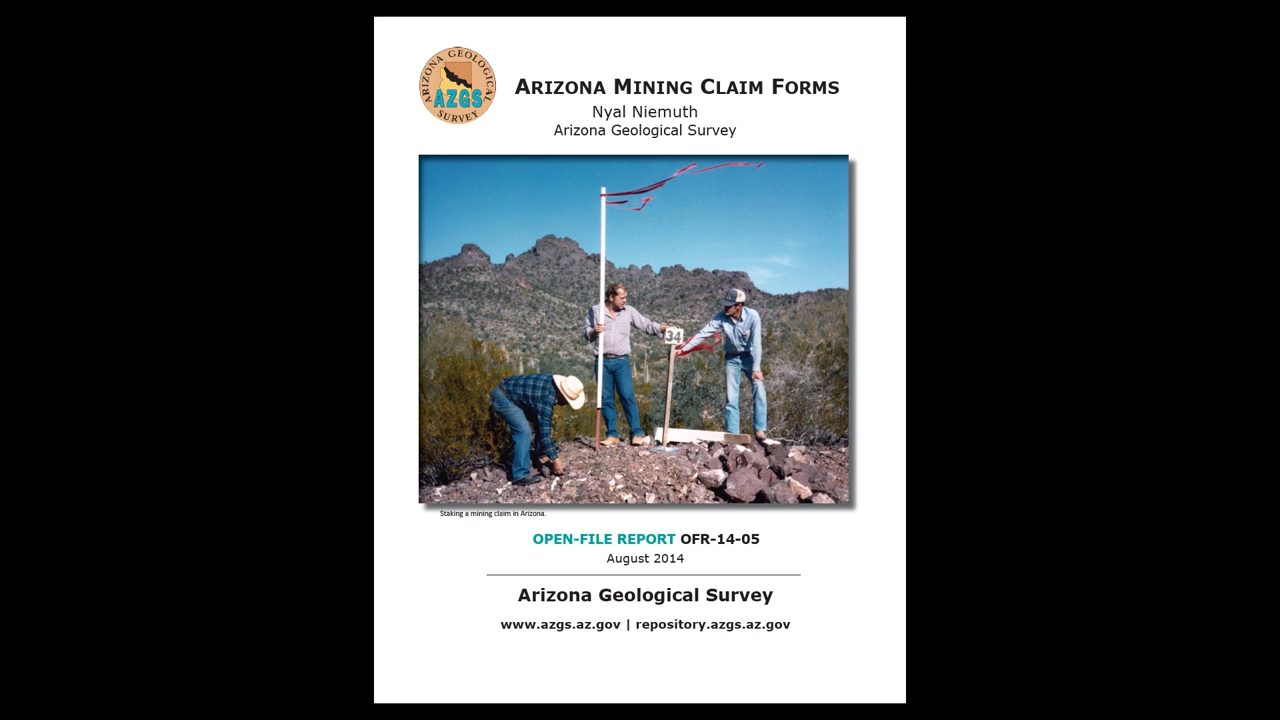 ARIZONA GEOLOGICAL
AZGS
SURVEY
ARIZONA MINING CLAIM FORMS
Nyal Niemuth
Arizona Geological Survey
34
Staking a mining claim in Arizona.
OPEN-FILE REPORT OFR-14-05
August 2014
Arizona Geological Survey
www.azgs.az.gov | repository.azgs.az.gov